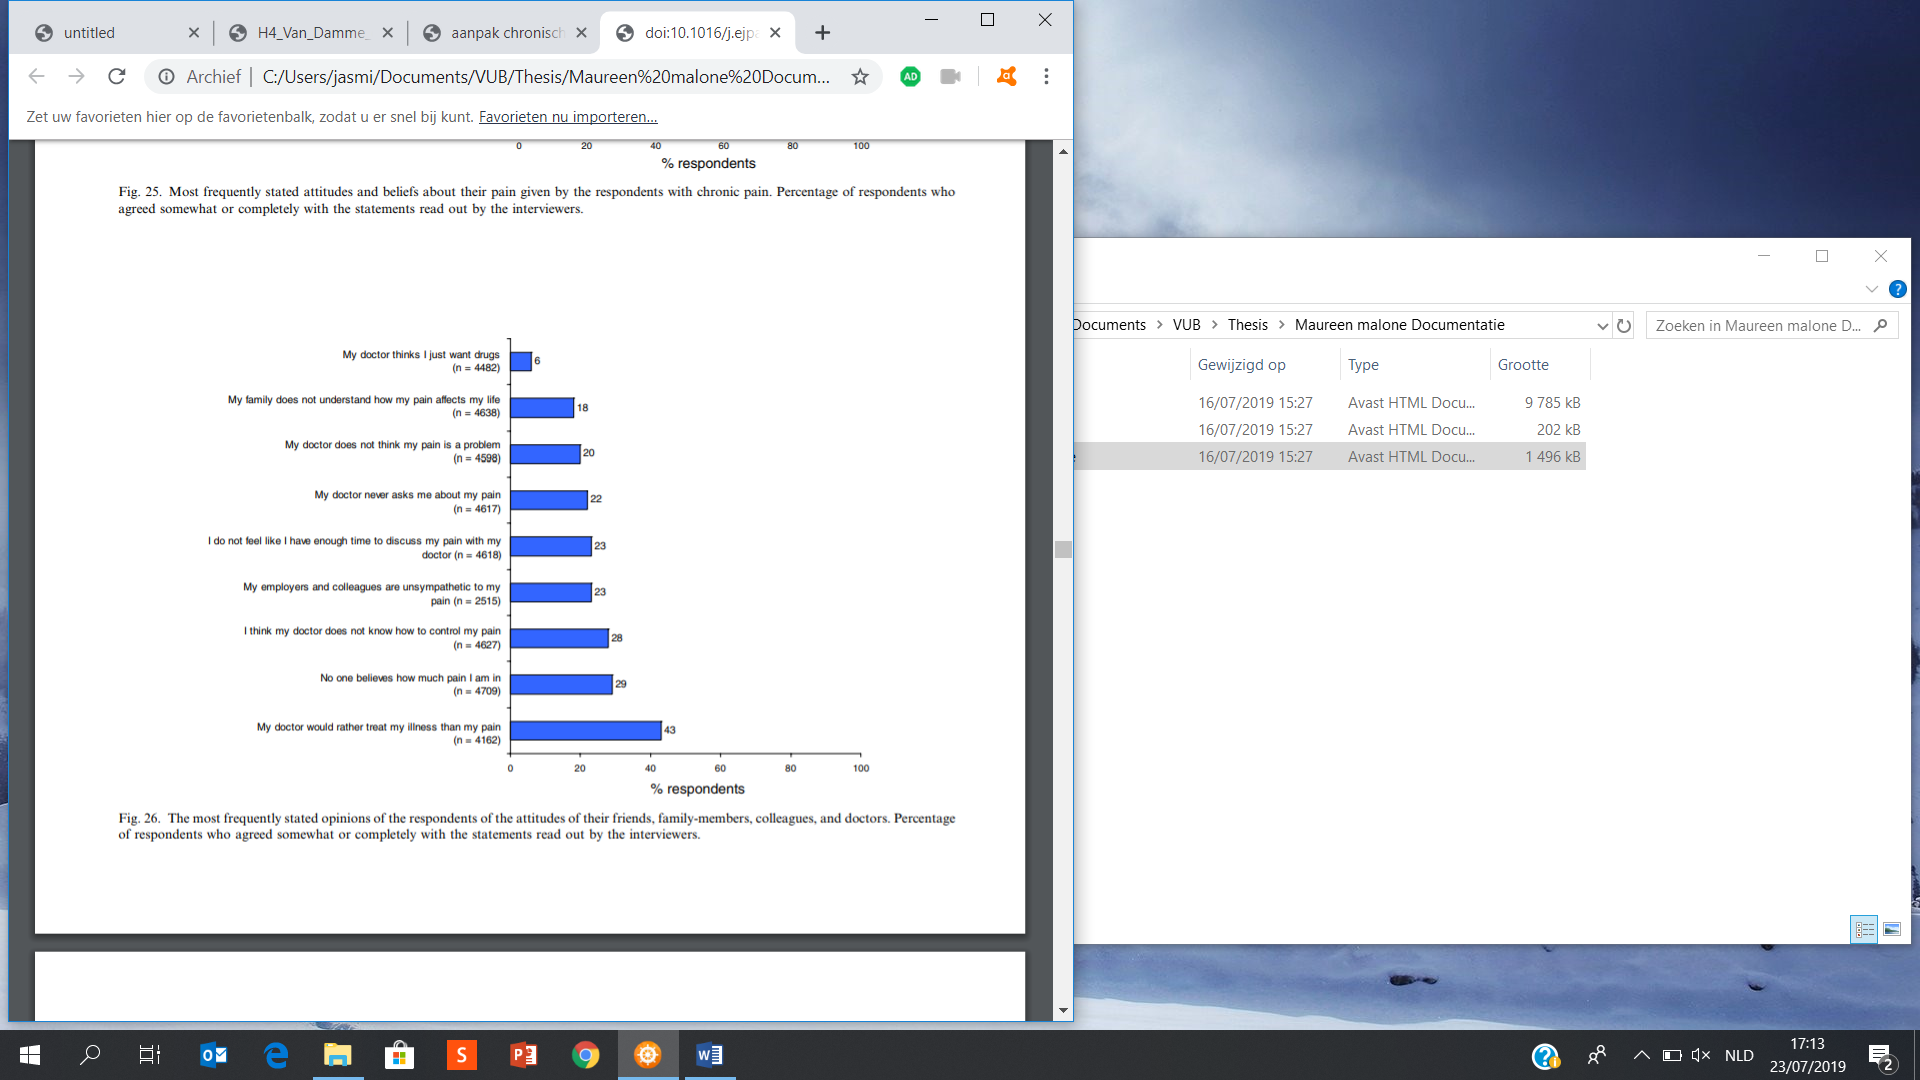 untitled
H4_Van_Damme_
aanpak chronisch
doi:10.1016/j.ejpa
Archief
C:/Users/jasmi/Documents/VUB/Thesis/Maureen%20malone%20Docum...
AD
Zet uw favorieten hier op de favorietenbalk, zodat u er snel bij kunt. Favorieten nu importeren...
0 20 40 60 80 100
% respondents
Fig. 25. Most frequently stated attitudes and beliefs about their pain given by the respondents with chronic pain. Percentage of respondents who
agreed somewhat or completely with the statements read out by the interviewers.
My doctor thinks I just want drugs
(n = 4482)
6
My family does not understand how my pain affects my life
(n = 4638)
18
My doctor does not think my pain is a problem
(n = 4598)
20
My doctor never asks me about my pain
(n = 4617)
22
I do not feel like I have enough time to discuss my pain with my
doctor (n = 4618)
23
My employers and colleagues are unsympathetic to my
pain (n = 2515)
23
I think my doctor does not know how to control my pain
(n = 4627)
28
No one believes how much pain I am in
(n = 4709)
29
My doctor would rather treat my illness than my pain
(n = 4162)
43
0 20 40 60 80 100
% respondents
Fig. 26. The most frequently stated opinions of the respondents of the attitudes of their friends, family-members, colleagues, and doctors. Percentage
of respondents who agreed somewhat or completely with the statements read out by the interviewers.
Documents > VUB > Thesis > Maureen malone Documentatie
Zoeken in Maureen malone D...
Gewijzigd op Type Grootte
16/07/2019 15:27 Avast HTML Docu... 9 785 kB
16/07/2019 15:27 Avast HTML Docu... 202 kB
e 16/07/2019 15:27 Avast HTML Docu... 1 496 kB
NLD
17:13
23/07/2019
2